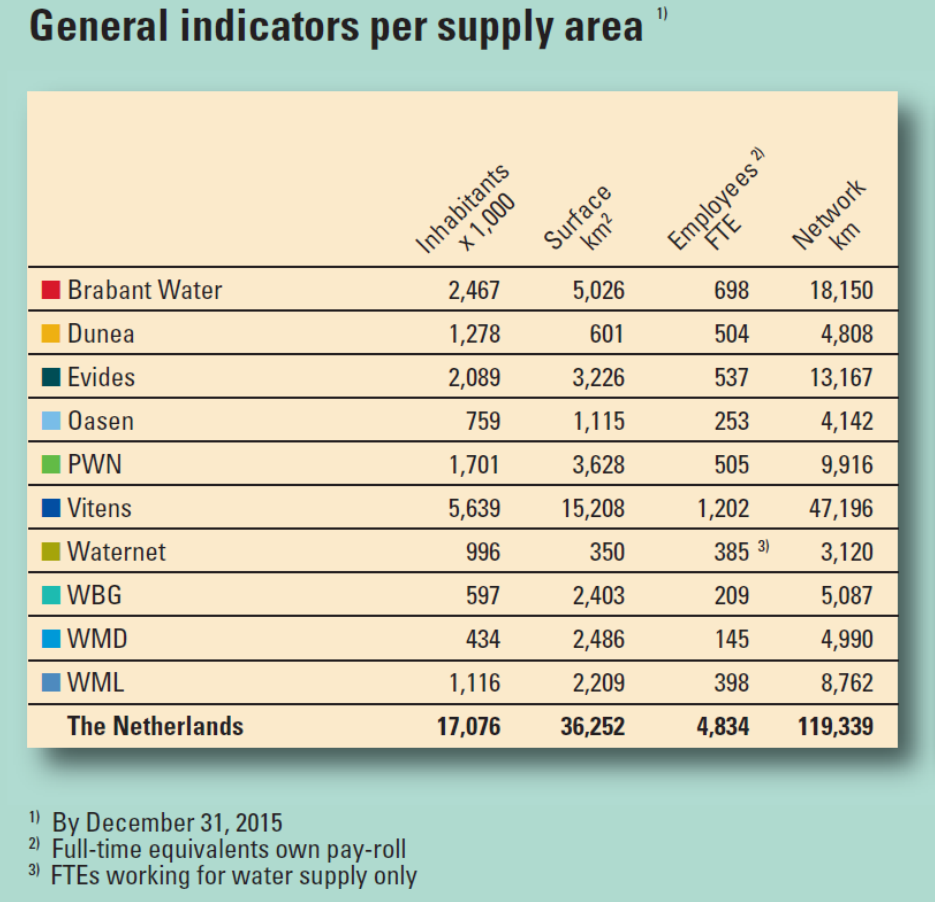 General indicators per supply area 1)
Inhabitants x 1,000 Surface km² Employees 2) FTE Network km
Brabant Water 2,467 5,026 698 18,150
Dunea 1,278 601 504 4,808
Evides 2,089 3,226 537 13,167
Oasen 759 1,115 253 4,142
PWN 1,701 3,628 505 9,916
Vitens 5,639 15,208 1,202 47,196
Waternet 996 350 385 3) 3,120
WBG 597 2,403 209 5,087
WMD 434 2,486 145 4,990
WML 1,116 2,209 398 8,762
The Netherlands 17,076 36,252 4,834 119,339
1) By December 31, 2015
2) Full-time equivalents own pay-roll
3) FTEs working for water supply only